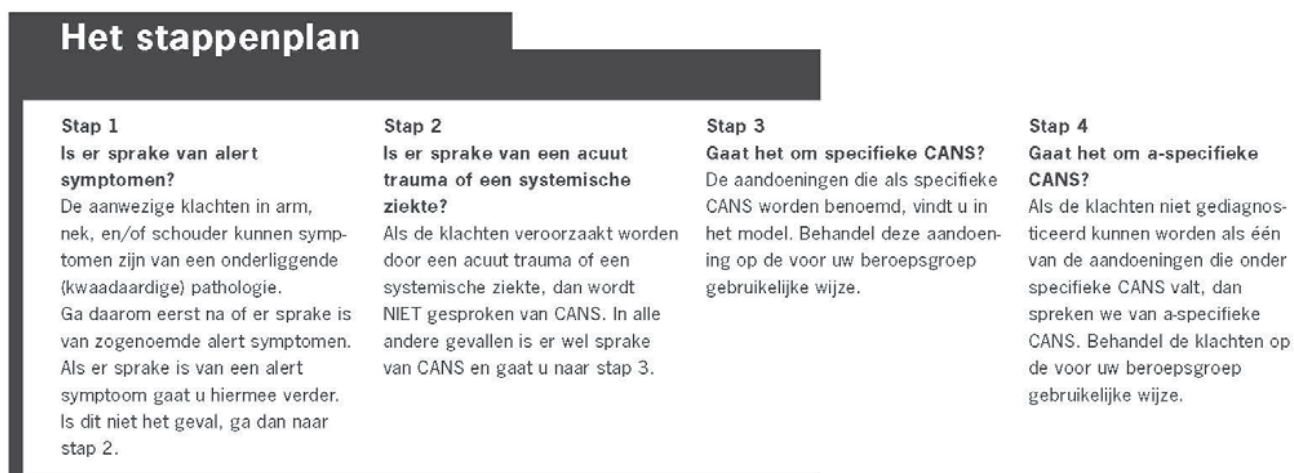 Het stappenplan
Stap 1
Is er sprake van alert
symptomen?
De aanwezige klachten in arm,
nek, en/of schouder kunnen symp-
tomen zijn van een onderliggende
(kwaadaardige) pathologie.
Ga daarom eerst na of er sprake is
van zogenoemde alert symptomen.
Als er sprake is van een alert
symptoom gaat u hiermee verder.
Is dit niet het geval, ga dan naar
stap 2.
Stap 2
Is er sprake van een acuut
trauma of een systemische
ziekte?
Als de klachten veroorzaakt worden
door een acuut trauma of een
systemische ziekte, dan wordt
NIET gesproken van CANS. In alle
andere gevallen is er wel sprake
van CANS en gaat u naar stap 3.
Stap 3
Gaat het om specifieke CANS?
De aandoeningen die als specifieke
CANS worden benoemd, vindt u in
het model. Behandel deze aandoen-
ing op de voor uw beroepsgroep
gebruikelijke wijze.
Stap 4
Gaat het om a-specifieke
CANS?
Als de klachten niet gediagnos-
ticeerd kunnen worden als één
van de aandoeningen die onder
specifieke CANS valt, dan
spreken we van a-specifieke
CANS. Behandel de klachten op
de voor uw beroepsgroep
gebruikelijke wijze.